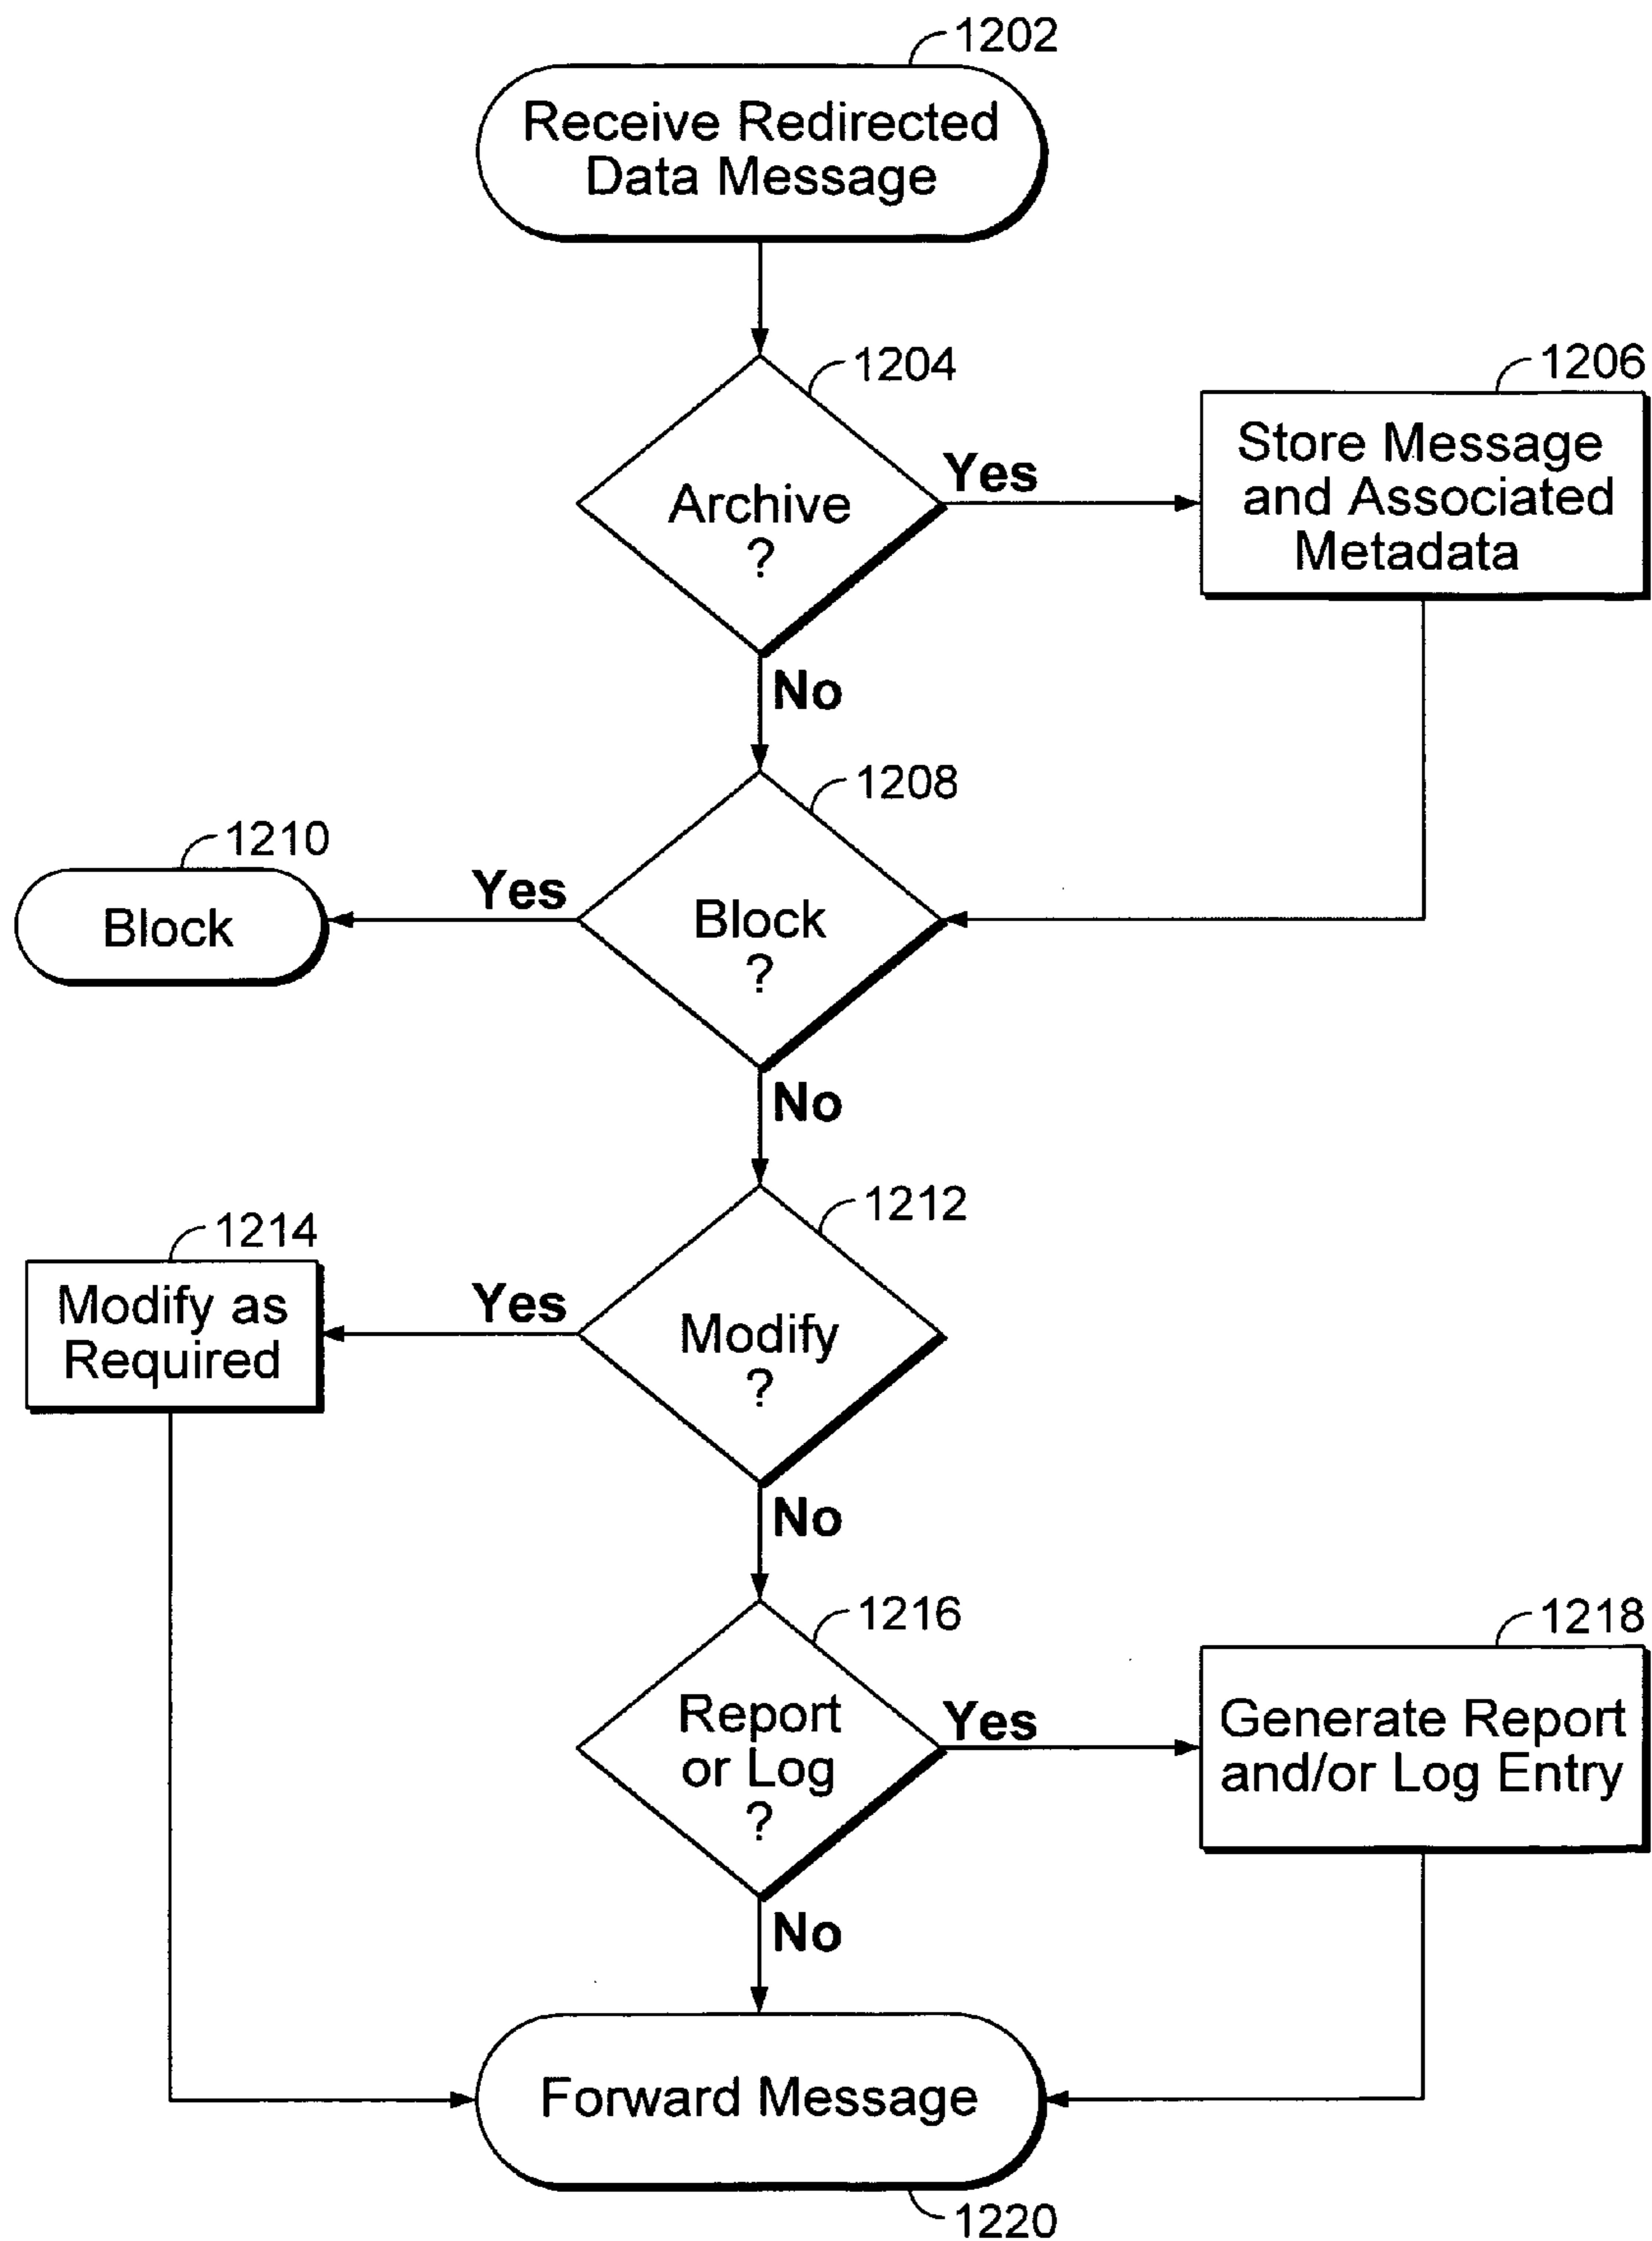 1202
Receive Redirected
Data Message
1204
Archive
?
Yes
1206
Store Message
and Associated
Metadata
No
1208
Block
?
Yes
1210
Block
No
1212
Modify
?
Yes
1214
Modify as
Required
No
1216
Report
or Log
?
Yes
1218
Generate Report
and/or Log Entry
No
Forward Message
1220